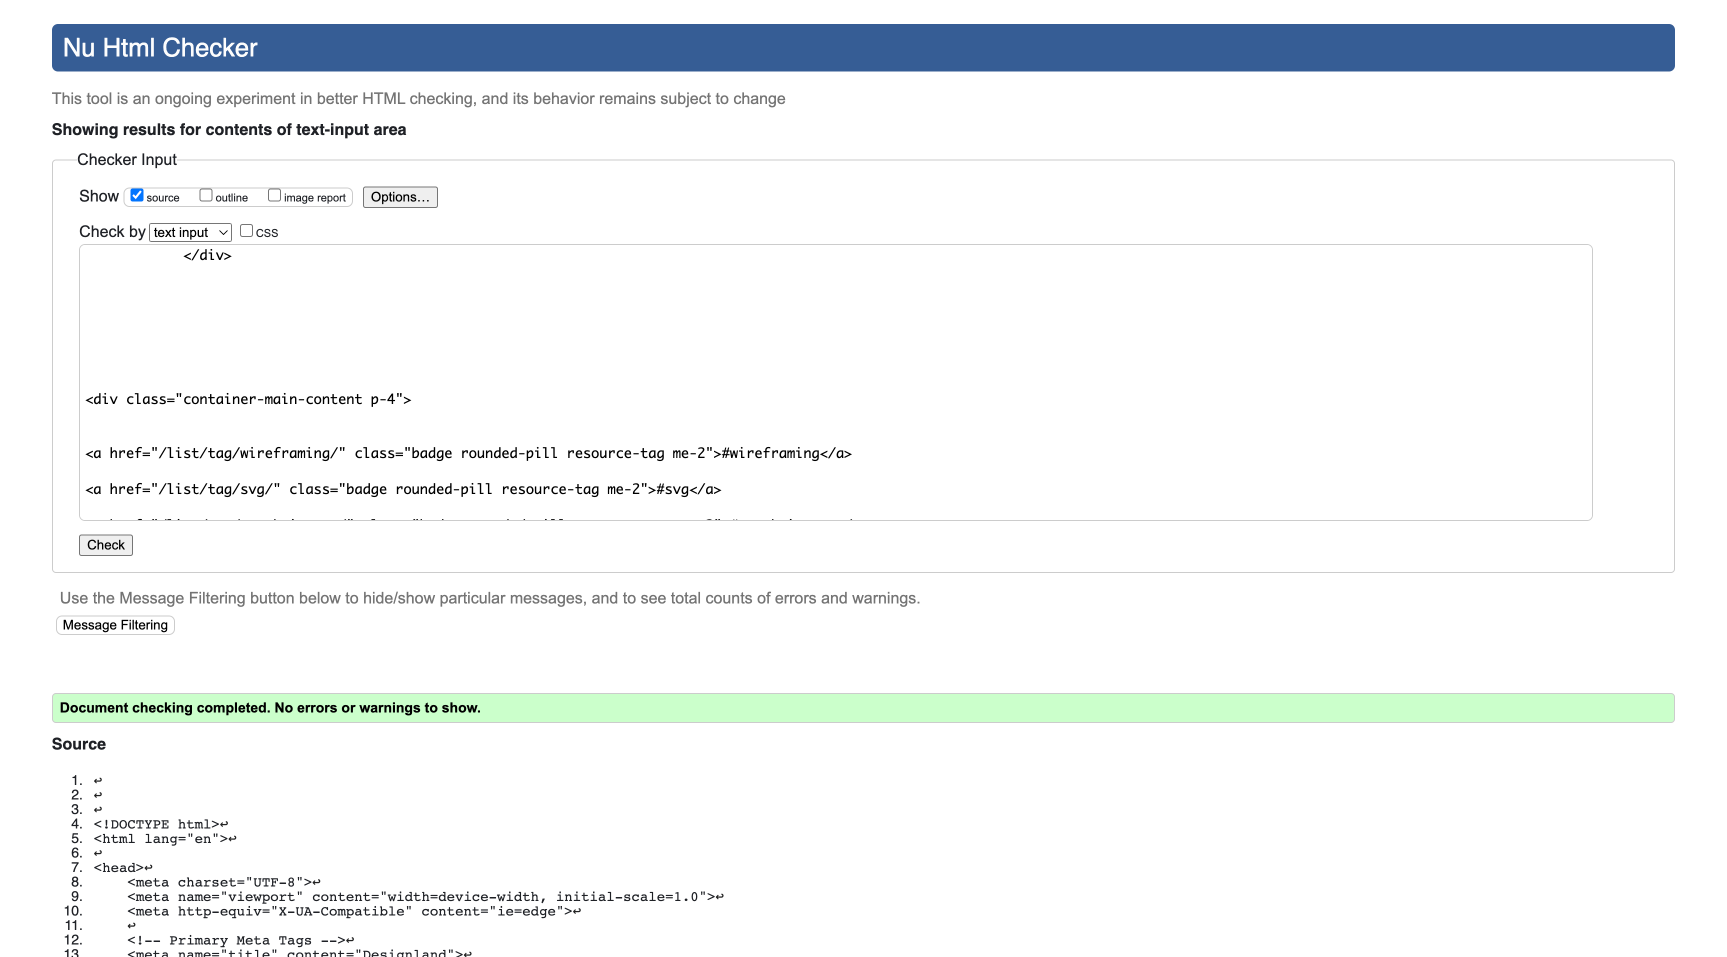 Nu Html Checker
This tool is an ongoing experiment in better HTML checking, and its behavior remains subject to change
Showing results for contents of text-input area
Checker Input
Show source outline image report Options...
Check by text input CSS
</div>
<div class="container-main-content p-4">
<a href="/list/tag/wireframing/" class="badge rounded-pill resource-tag me-2">#wireframing</a>
<a href="/list/tag/svg/" class="badge rounded-pill resource-tag me-2">#svg</a>
Check
Use the Message Filtering button below to hide/show particular messages, and to see total counts of errors and warnings.
Message Filtering
Document checking completed. No errors or warnings to show.
Source
1. ↩
2. ↩
3. ↩
4. <!DOCTYPE html>↩
5. <html lang="en">↩
6. ↩
7. <head>↩
8. <meta charset="UTF-8">↩
9. <meta name="viewport" content="width=device-width, initial-scale=1.0">↩
10. <meta http-equiv="X-UA-Compatible" content="ie=edge">↩
11. ↩
12. <!-- Primary Meta Tags -->↩
13. <meta name="title" content="Designland">↩